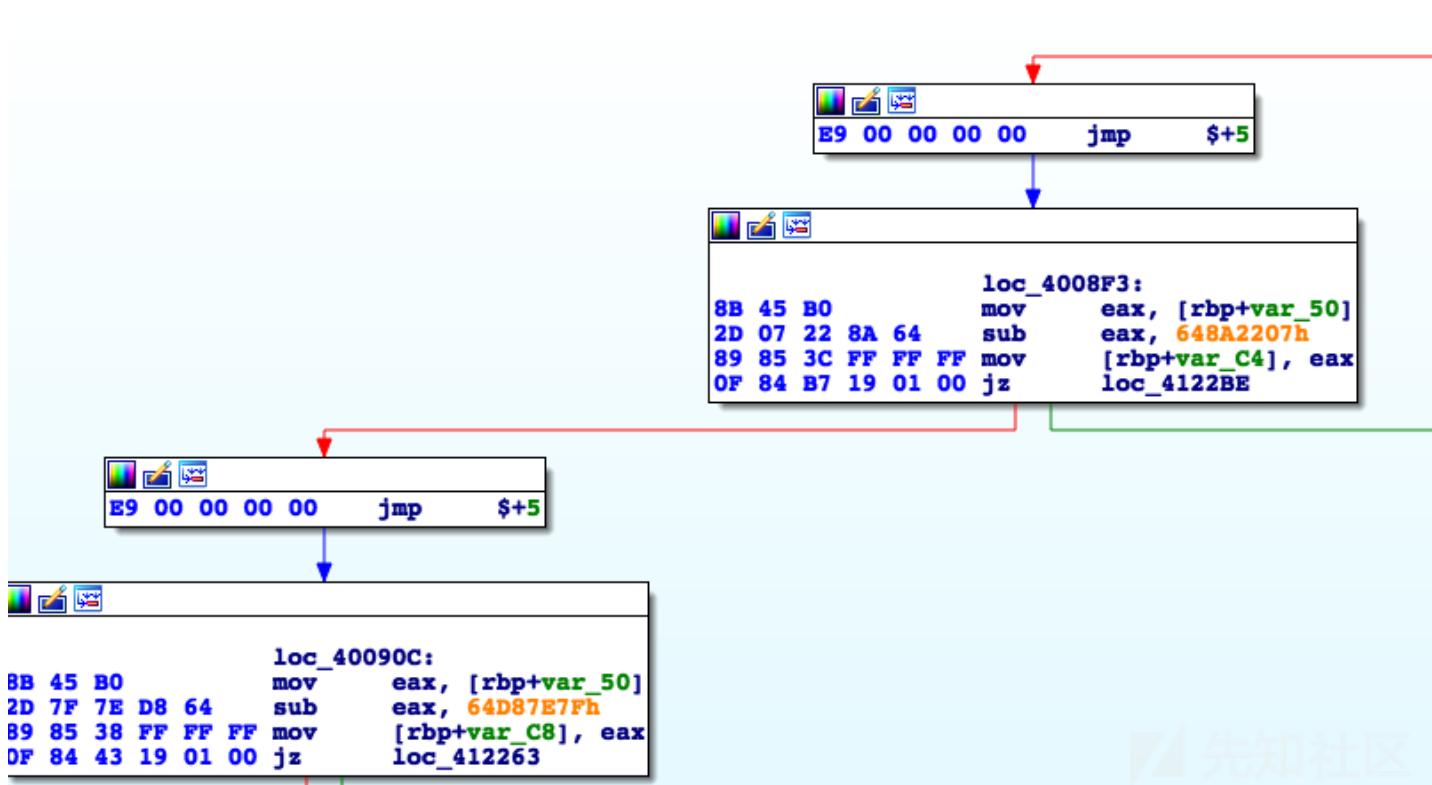 E9 00 00 00 00 jmp $+5
loc_4008F3:
8B 45 B0 mov eax, [rbp+var_50]
2D 07 22 8A 64 sub eax, 648A2207h
89 85 3C FF FF FF mov [rbp+var_C4], eax
0F 84 B7 19 01 00 jz loc_4122BE
E9 00 00 00 00 jmp $+5
loc_40090C:
8B 45 B0 mov eax, [rbp+var_50]
2D 7F 7E D8 64 sub eax, 64D87E7Fh
89 85 38 FF FF FF mov [rbp+var_C8], eax
0F 84 43 19 01 00 jz loc_412263
先知社区